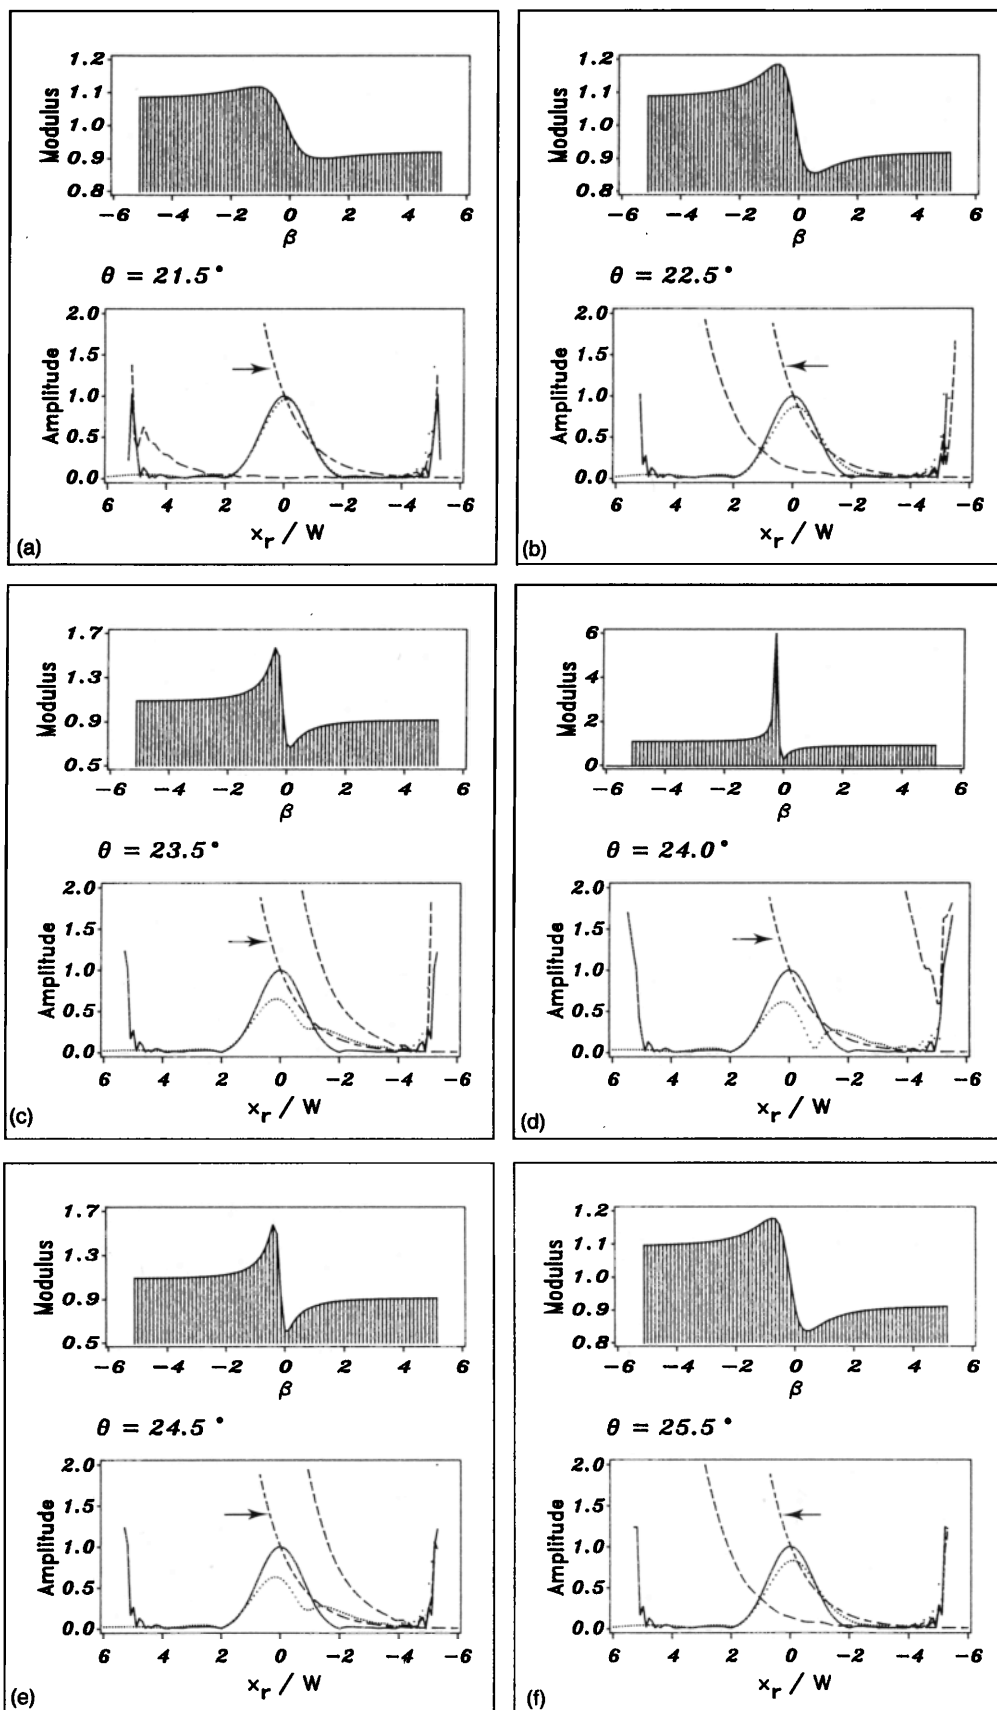 1.2
1.1
1.0
0.9
0.8
Modulus
−6 −4 −2 0 2 4 6
β
θ = 21.5°
2.0
1.5
1.0
0.5
0.0
Amplitude
6 4 2 0 −2 −4 −6
x_r / W
(a)
1.2
1.1
1.0
0.9
0.8
Modulus
−6 −4 −2 0 2 4 6
β
θ = 22.5°
2.0
1.5
1.0
0.5
0.0
Amplitude
6 4 2 0 −2 −4 −6
x_r / W
(b)
1.7
1.3
0.9
0.5
Modulus
−6 −4 −2 0 2 4 6
β
θ = 23.5°
2.0
1.5
1.0
0.5
0.0
Amplitude
6 4 2 0 −2 −4 −6
x_r / W
(c)
6
4
2
0
Modulus
−6 −4 −2 0 2 4 6
β
θ = 24.0°
2.0
1.5
1.0
0.5
0.0
Amplitude
6 4 2 0 −2 −4 −6
x_r / W
(d)
1.7
1.3
0.9
0.5
Modulus
−6 −4 −2 0 2 4 6
β
θ = 24.5°
2.0
1.5
1.0
0.5
0.0
Amplitude
6 4 2 0 −2 −4 −6
x_r / W
(e)
1.2
1.1
1.0
0.9
0.8
Modulus
−6 −4 −2 0 2 4 6
β
θ = 25.5°
2.0
1.5
1.0
0.5
0.0
Amplitude
6 4 2 0 −2 −4 −6
x_r / W
(f)